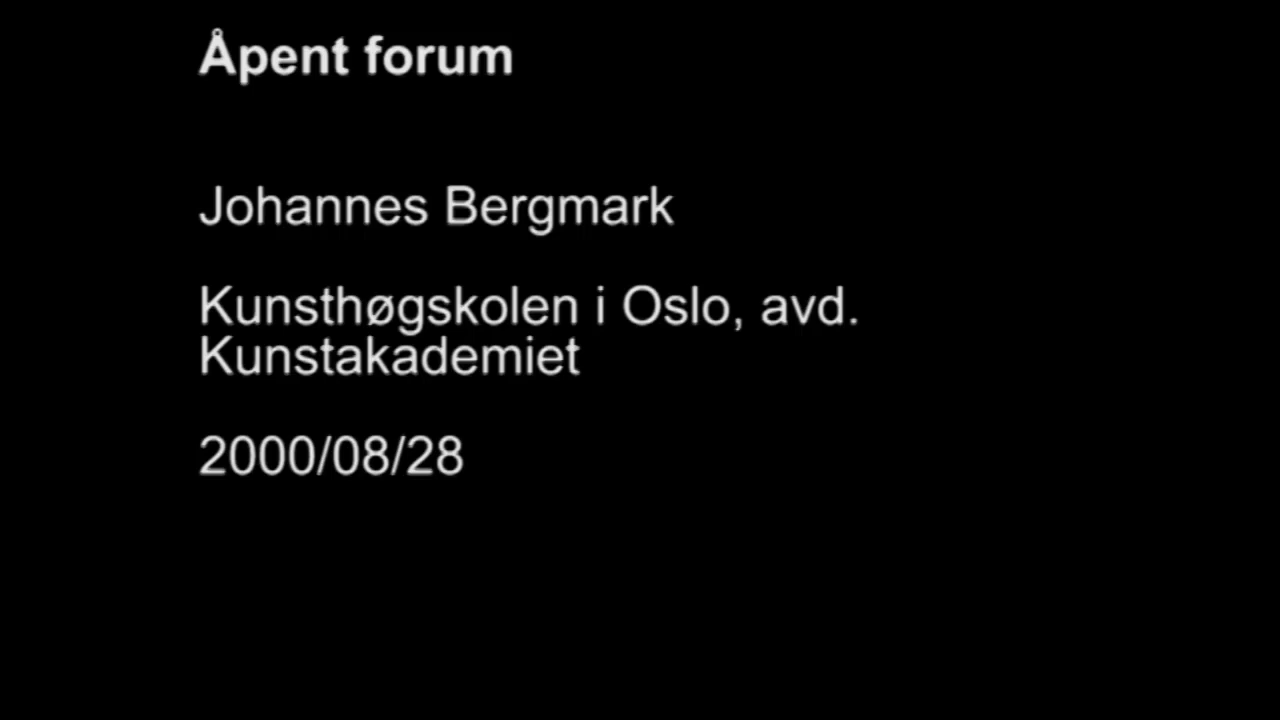 Åpent forum
Johannes Bergmark
Kunsthøgskolen i Oslo, avd.
Kunstakademiet
2000/08/28